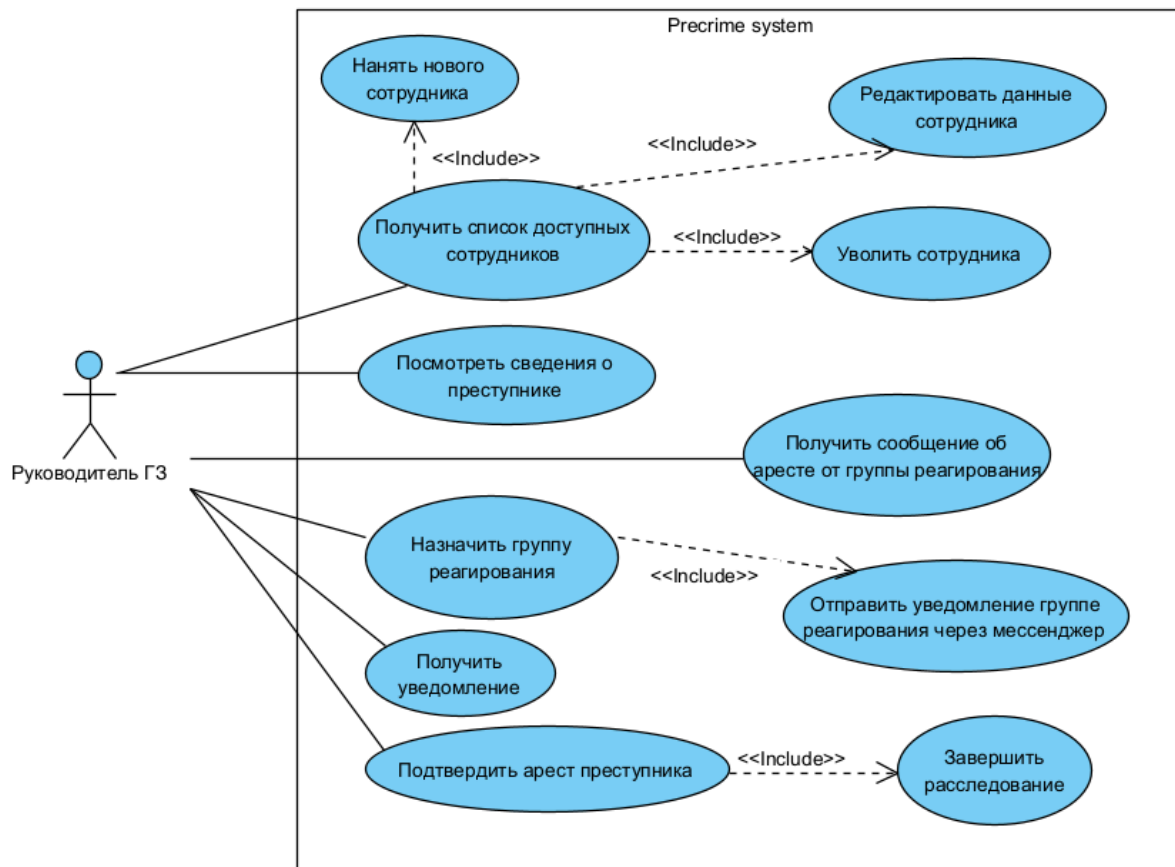 Precrime system
Нанять нового
сотрудника
Редактировать данные
сотрудника
<<Include>>
<<Include>>
Получить список доступных
сотрудников
<<Include>>
Уволить сотрудника
Посмотреть сведения о
преступнике
Руководитель ГЗ
Получить сообщение об
аресте от группы реагирования
Назначить группу
реагирования
<<Include>>
Отправить уведомление группе
реагирования через мессенджер
Получить
уведомление
Подтвердить арест преступника
<<Include>>
Завершить
расследование